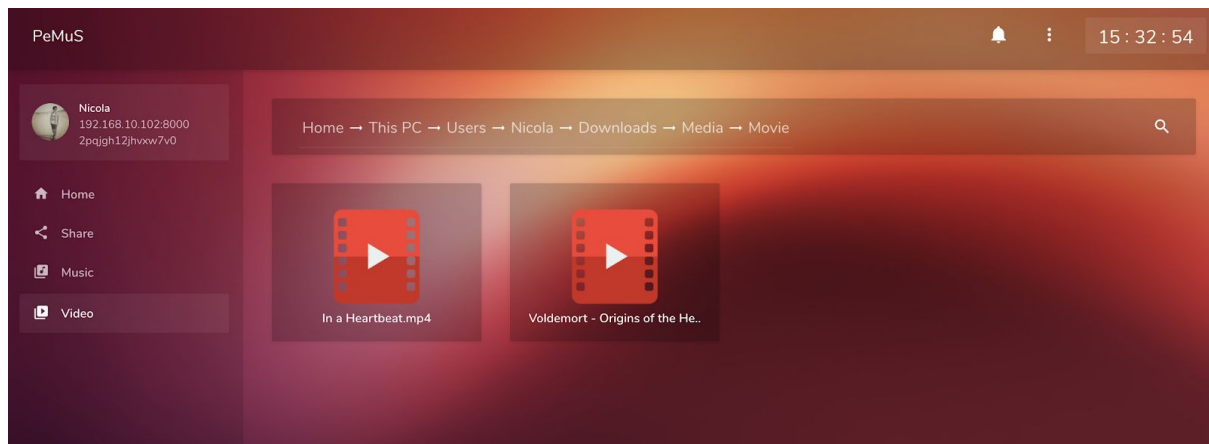 PeMuS
15 : 32 : 54
Nicola
192.168.10.102:8000
2pqjgh12jhvxw7v0
Home → This PC → Users → Nicola → Downloads → Media → Movie
Home
Share
Music
Video
In a Heartbeat.mp4
Voldemort - Origins of the He..